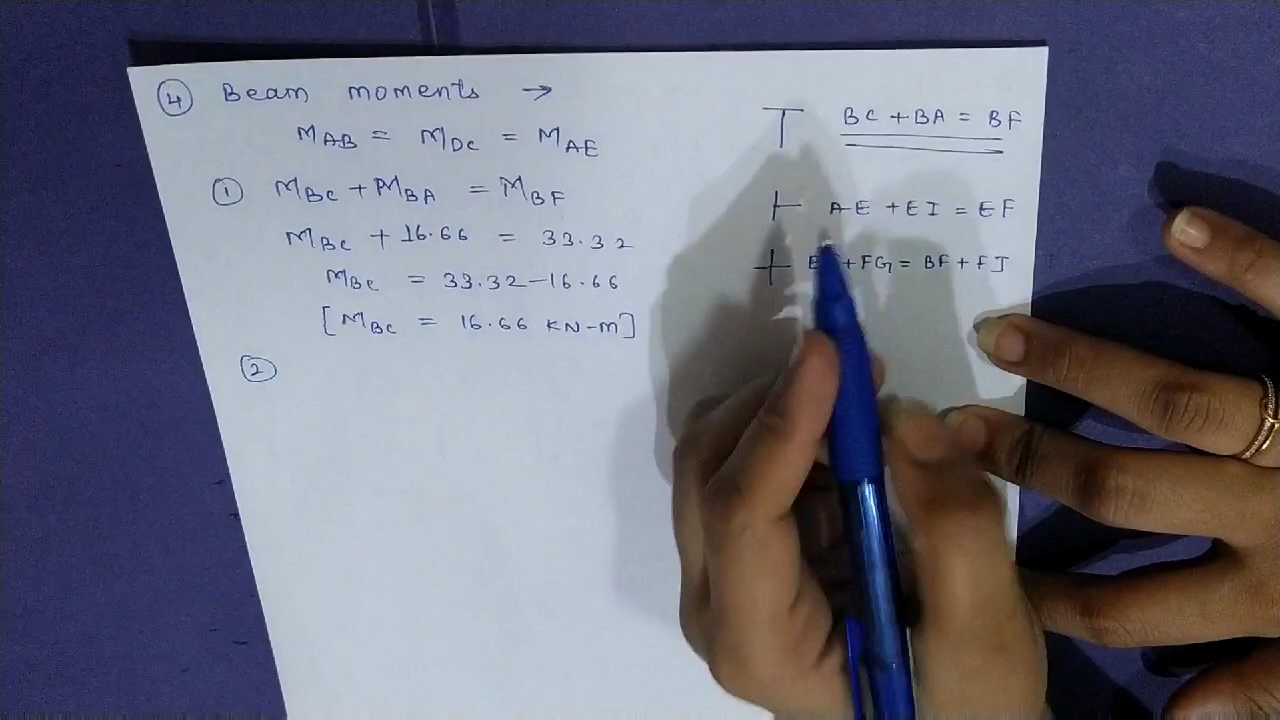 ④ Beam moments →
MAB = MDC = MAE
① MBC + MBA = MBF
MBC + 16.66 = 33.32
MBC = 33.32 - 16.66
[MBC = 16.66 KN-m]
②
BC + BA = BF
AE + EI = EF
+ FG = BF + FJ